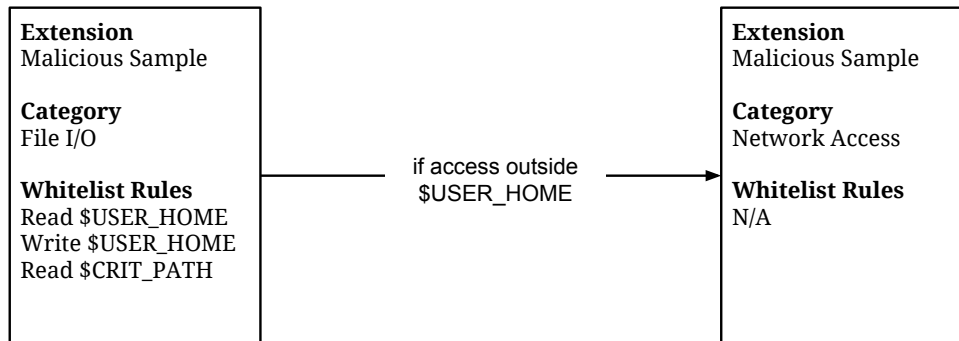 Extension
Malicious Sample
Category
File I/O
Whitelist Rules
Read $USER_HOME
Write $USER_HOME
Read $CRIT_PATH
if access outside
$USER_HOME
Extension
Malicious Sample
Category
Network Access
Whitelist Rules
N/A